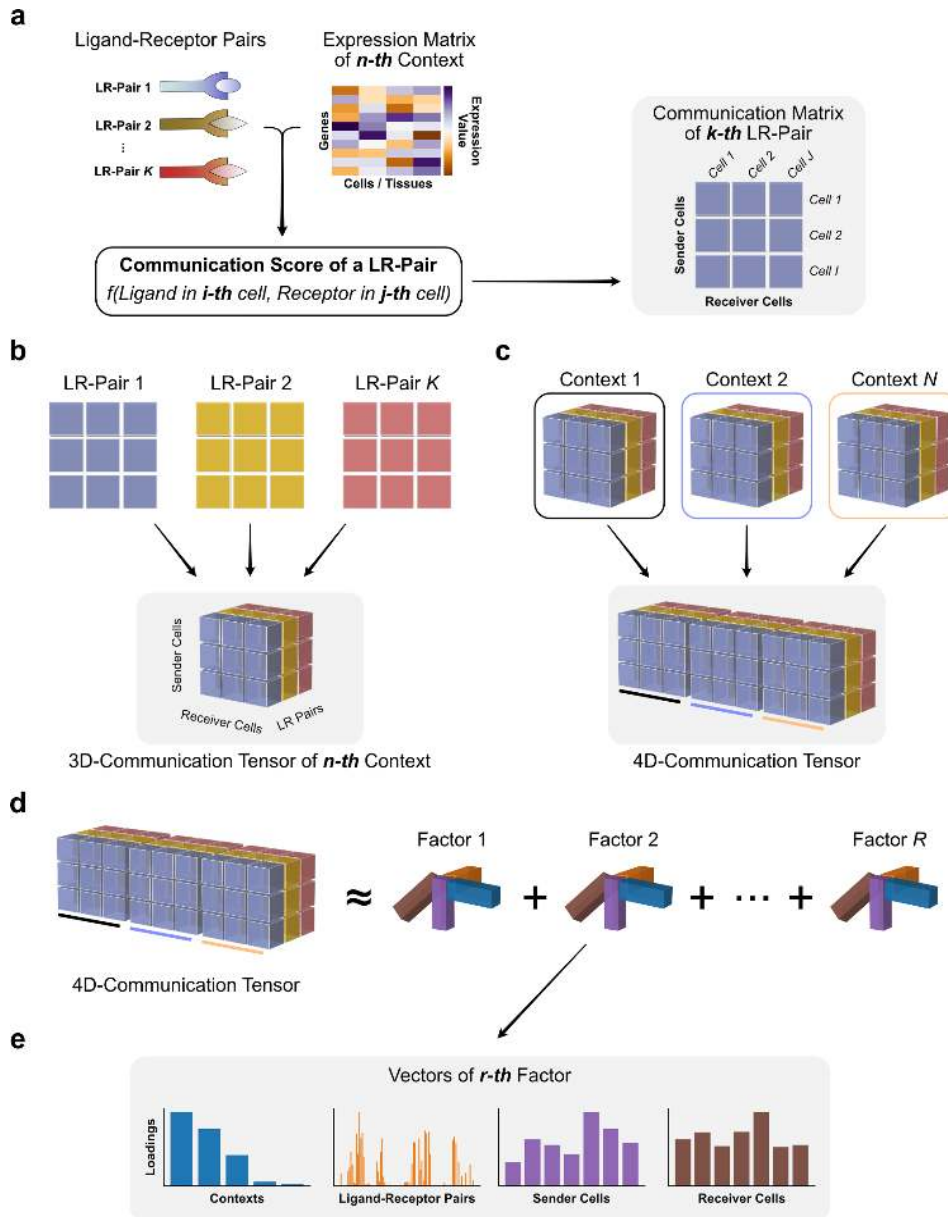 a
Ligand-Receptor Pairs
LR-Pair 1
LR-Pair 2
⋮
LR-Pair K
Expression Matrix
of n-th Context
Genes
Cells / Tissues
Expression
Value
Communication Score of a LR-Pair
f(Ligand in i-th cell, Receptor in j-th cell)
Communication Matrix
of k-th LR-Pair
Cell 1
Cell 2
Cell J
Sender Cells
Cell 1
Cell 2
Cell I
Receiver Cells
b
LR-Pair 1
LR-Pair 2
LR-Pair K
Sender Cells
Receiver Cells
LR Pairs
3D-Communication Tensor of n-th Context
c
Context 1
Context 2
Context N
4D-Communication Tensor
d
Factor 1
Factor 2
Factor R
≈ + + ... +
4D-Communication Tensor
e
Vectors of r-th Factor
Loadings
Contexts
Ligand-Receptor Pairs
Sender Cells
Receiver Cells